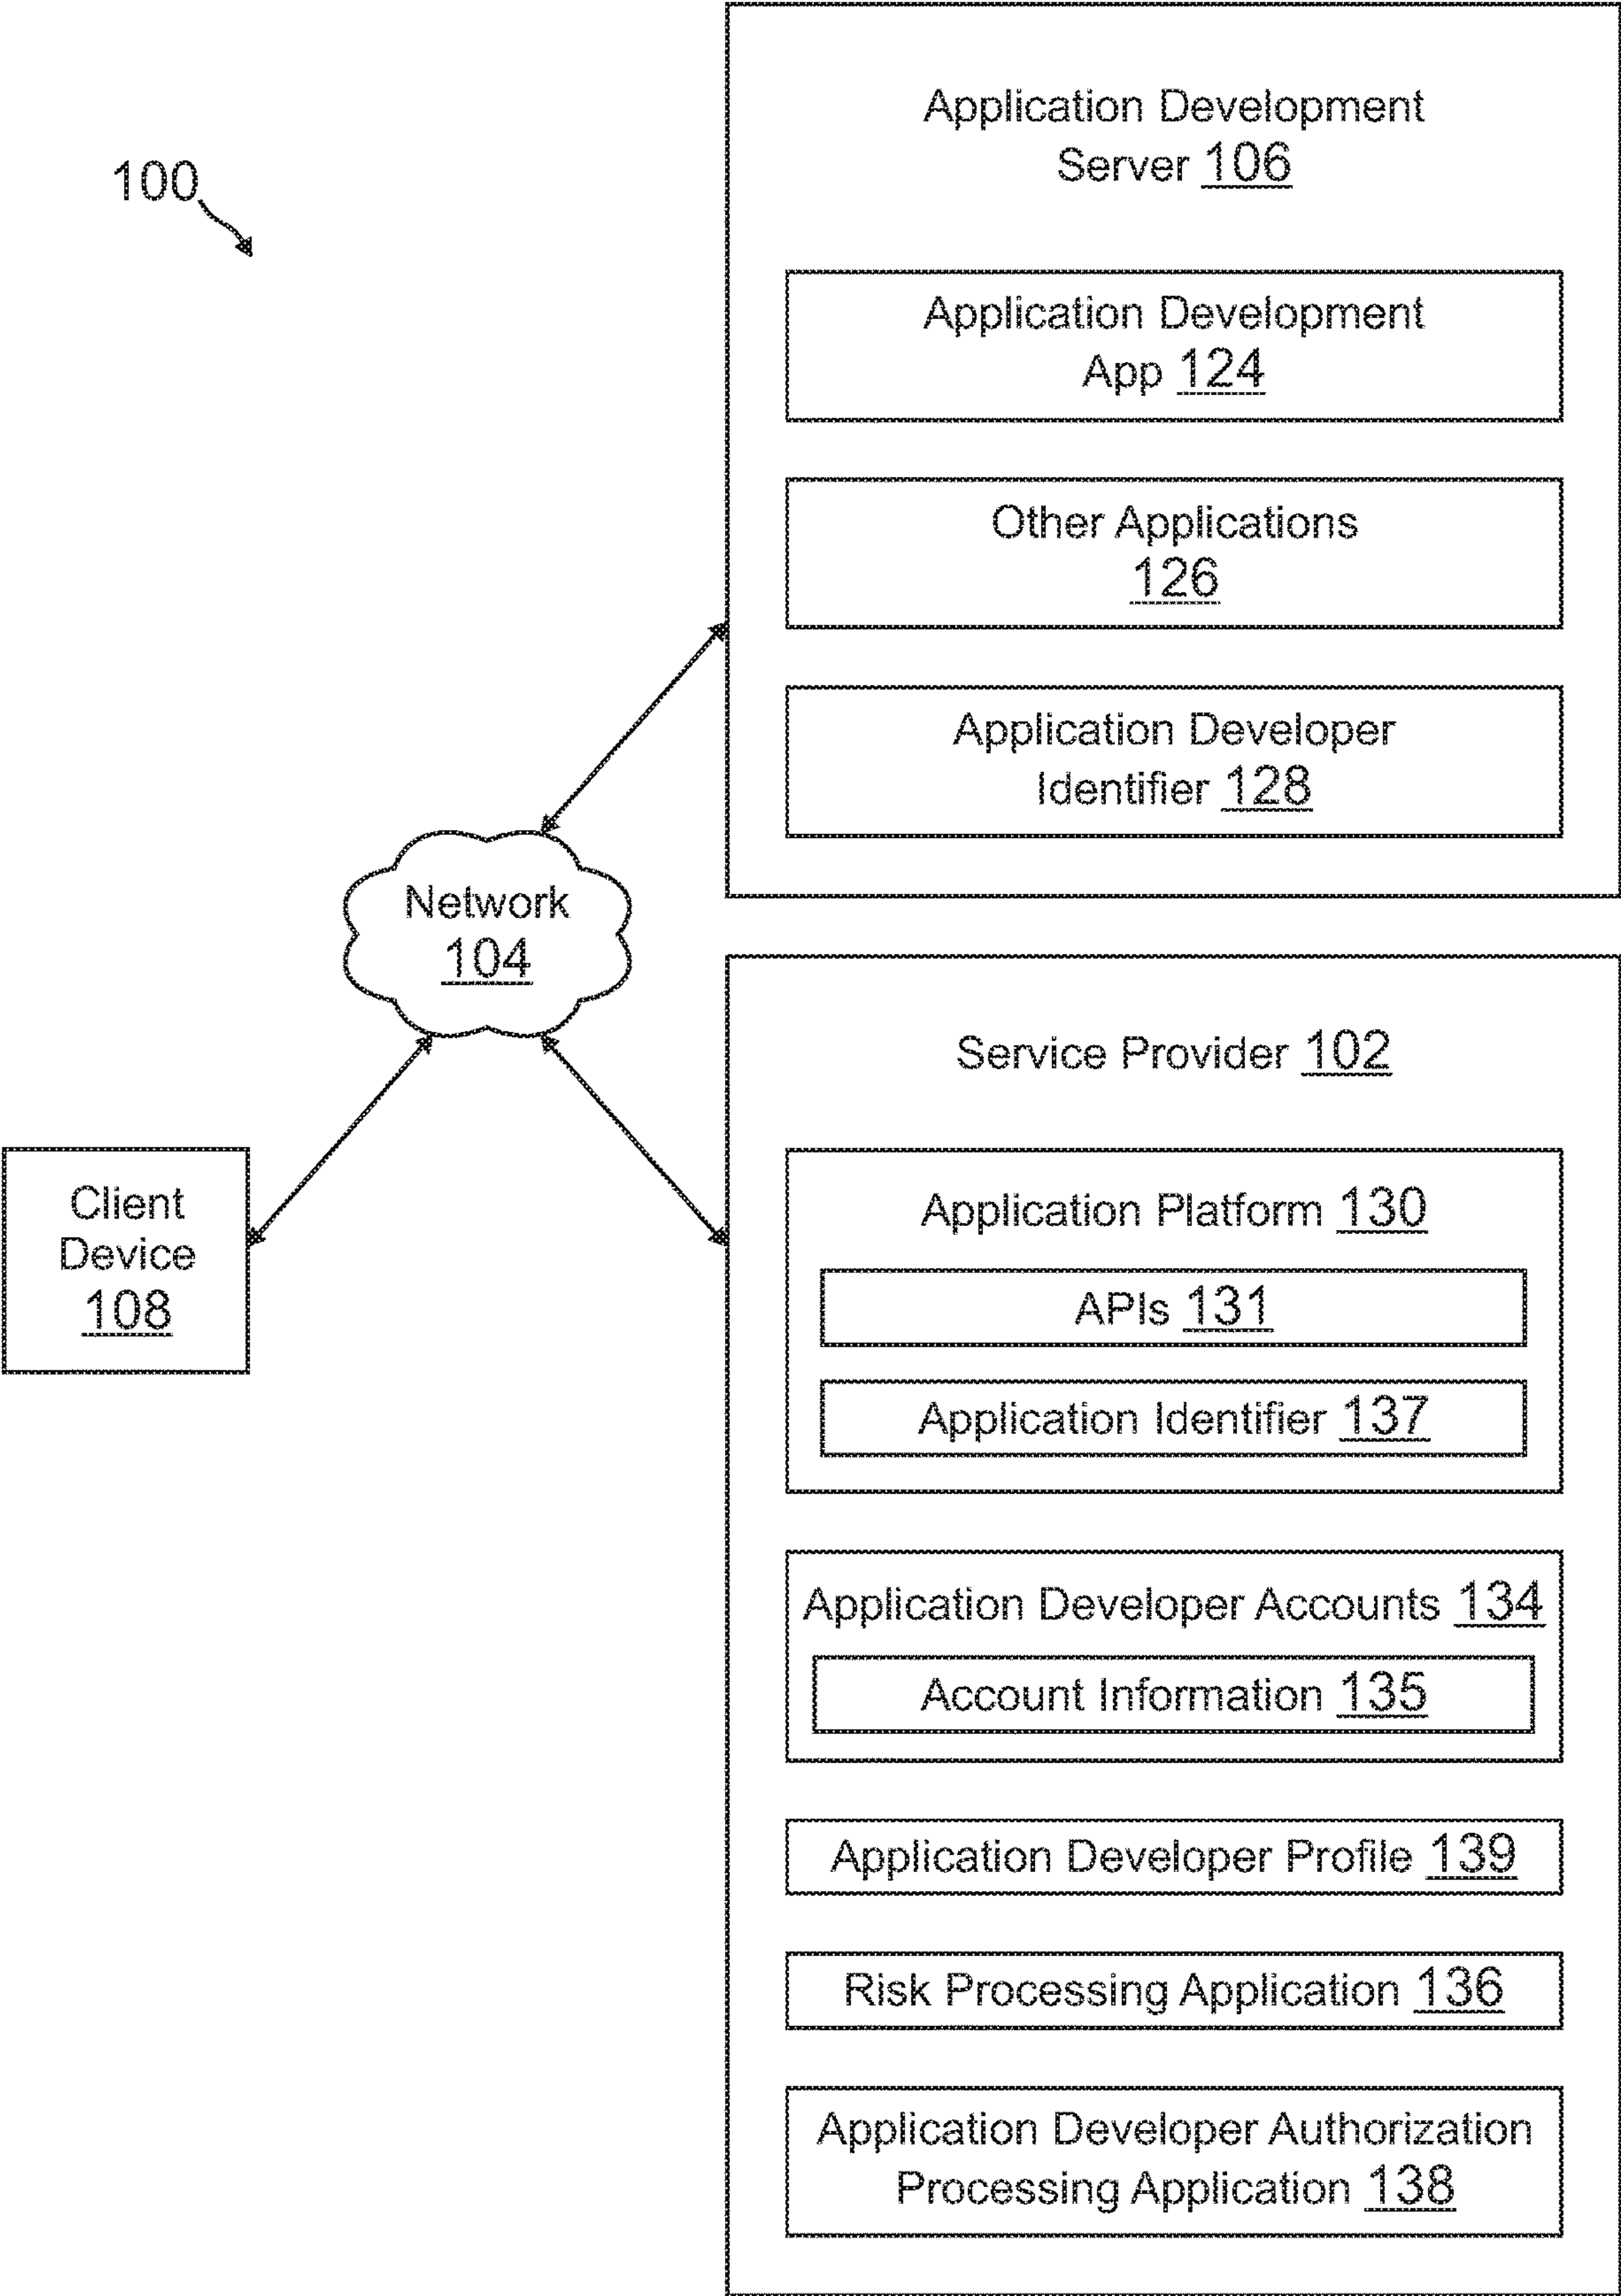 100
Application Development
Server 106
Application Development
App 124
Other Applications
126
Application Developer
Identifier 128
Network
104
Client
Device
108
Service Provider 102
Application Platform 130
APIs 131
Application Identifier 137
Application Developer Accounts 134
Account Information 135
Application Developer Profile 139
Risk Processing Application 136
Application Developer Authorization
Processing Application 138